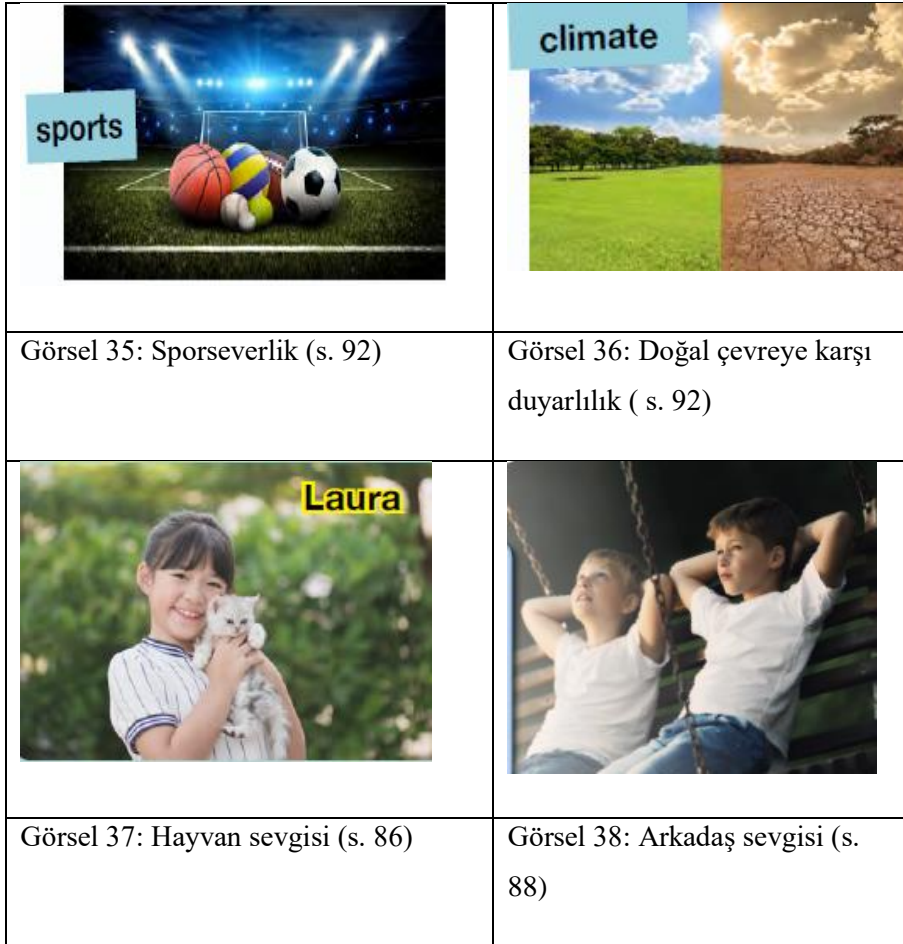 sports
climate
Görsel 35: Sporseverlik (s. 92)
Görsel 36: Doğal çevreye karşı
duyarlılık ( s. 92)
Laura
Görsel 37: Hayvan sevgisi (s. 86)
Görsel 38: Arkadaş sevgisi (s.
88)